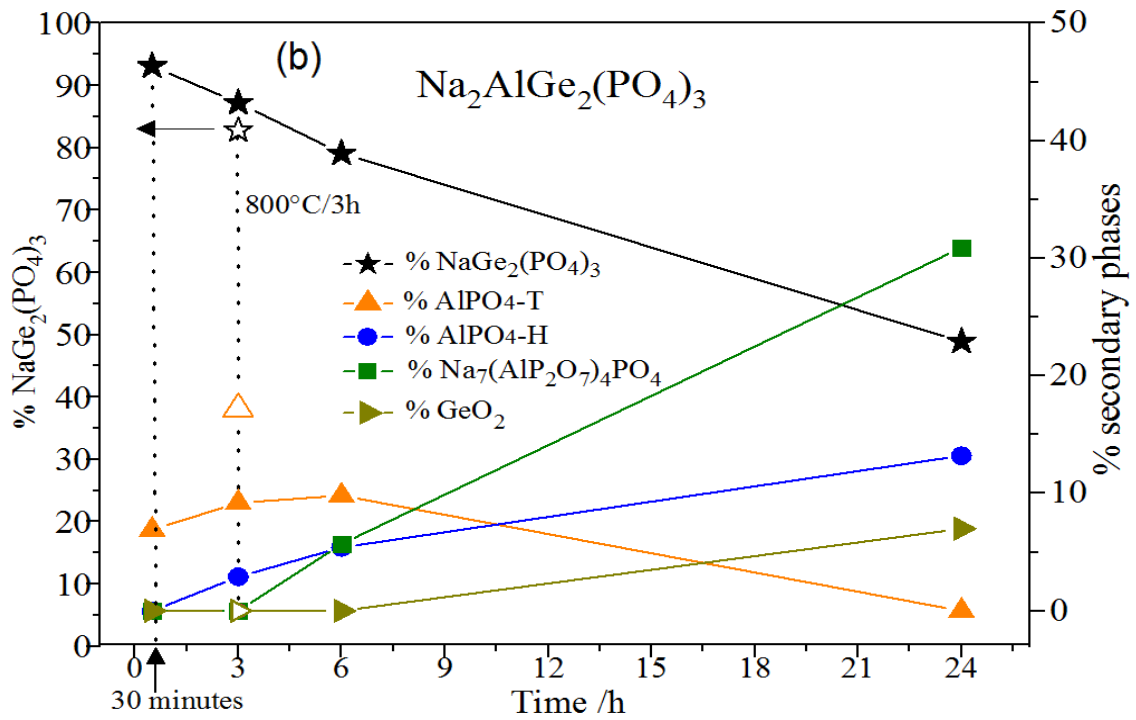 (b)
Na₂AlGe₂(PO₄)₃
100
90
80
70
60
50
40
30
20
10
0
% NaGe₂(PO₄)₃
50
40
30
20
10
0
% secondary phases
800°C/3h
% NaGe₂(PO₄)₃
% AlPO₄-T
% AlPO₄-H
% Na₇(AlP₂O₇)₄PO₄
% GeO₂
0 3 6 9 12 15 18 21 24
30 minutes
Time /h